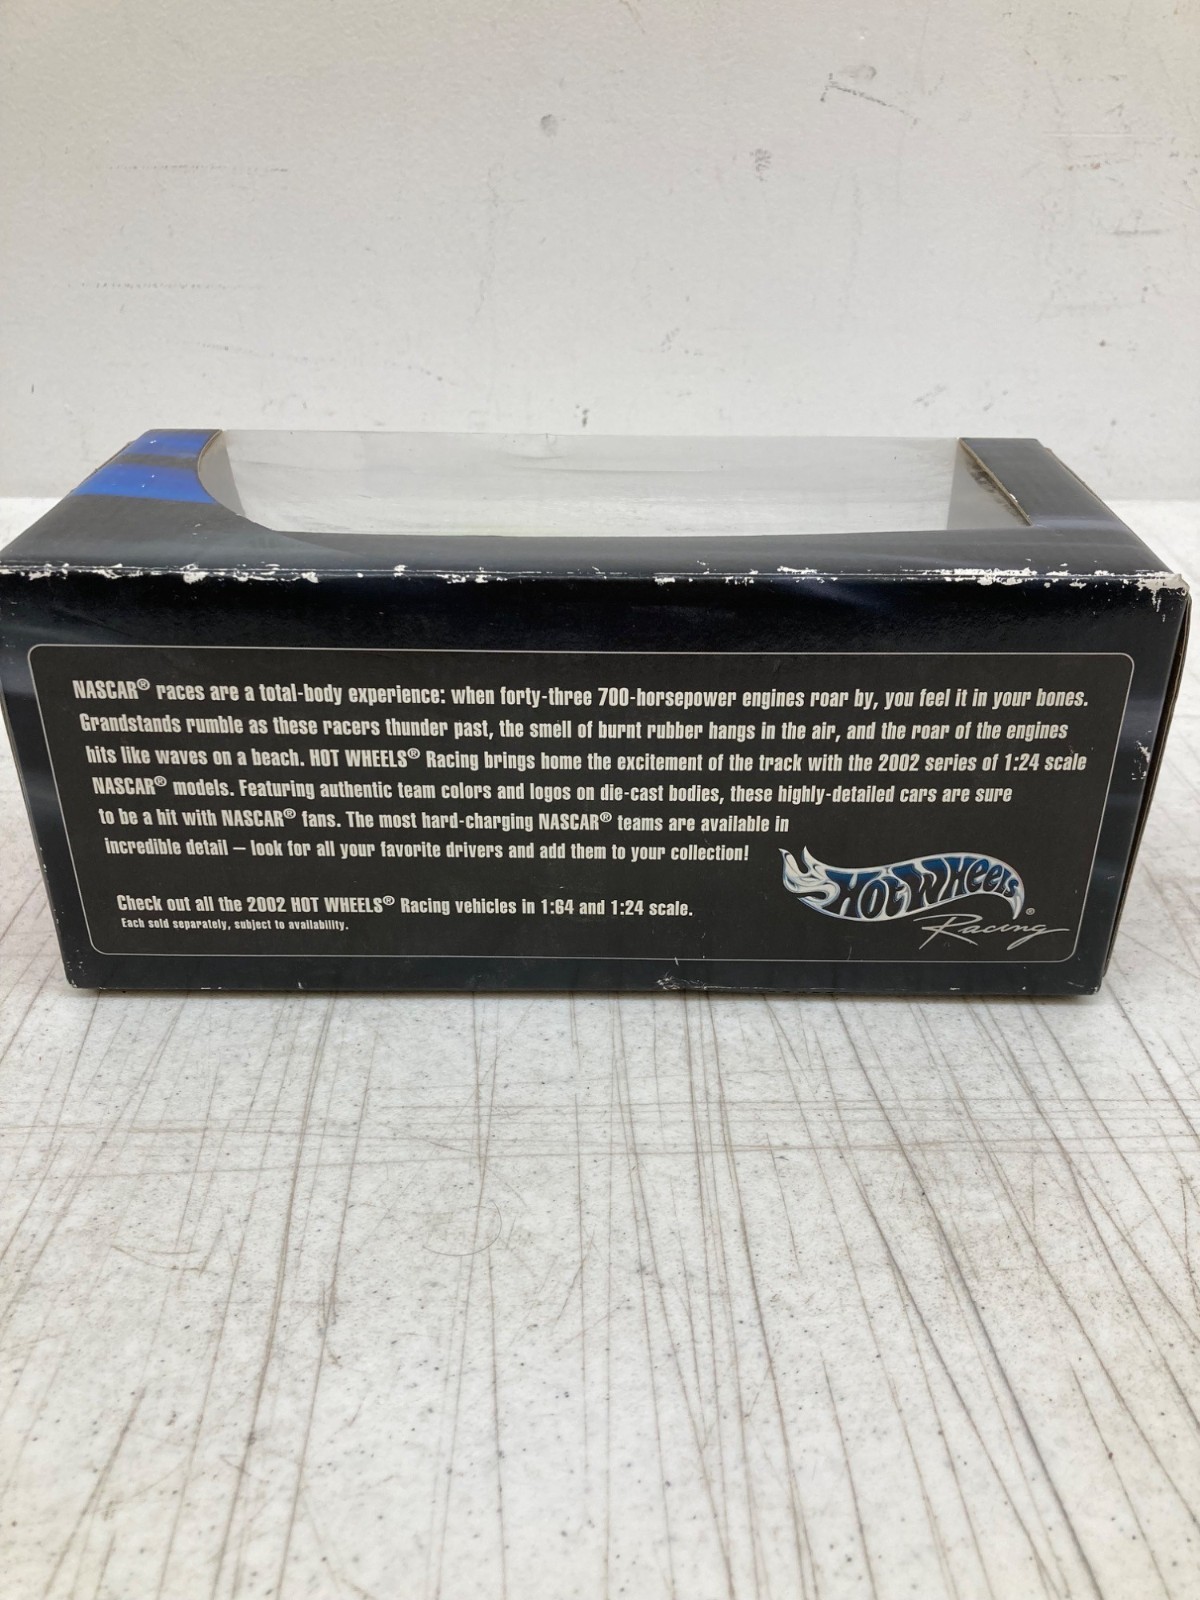 NASCAR® races are a total-body experience: when forty-three 700-horsepower engines roar by, you feel it in your bones.
Grandstands rumble as these racers thunder past, the smell of burnt rubber hangs in the air, and the roar of the engines
hits like waves on a beach. HOT WHEELS® Racing brings home the excitement of the track with the 2002 series of 1:24 scale
NASCAR® models. Featuring authentic team colors and logos on die-cast bodies, these highly-detailed cars are sure
to be a hit with NASCAR® fans. The most hard-charging NASCAR® teams are available in
incredible detail – look for all your favorite drivers and add them to your collection!
Check out all the 2002 HOT WHEELS® Racing vehicles in 1:64 and 1:24 scale.
Each sold separately, subject to availability.
HOT WHEELS®
Racing